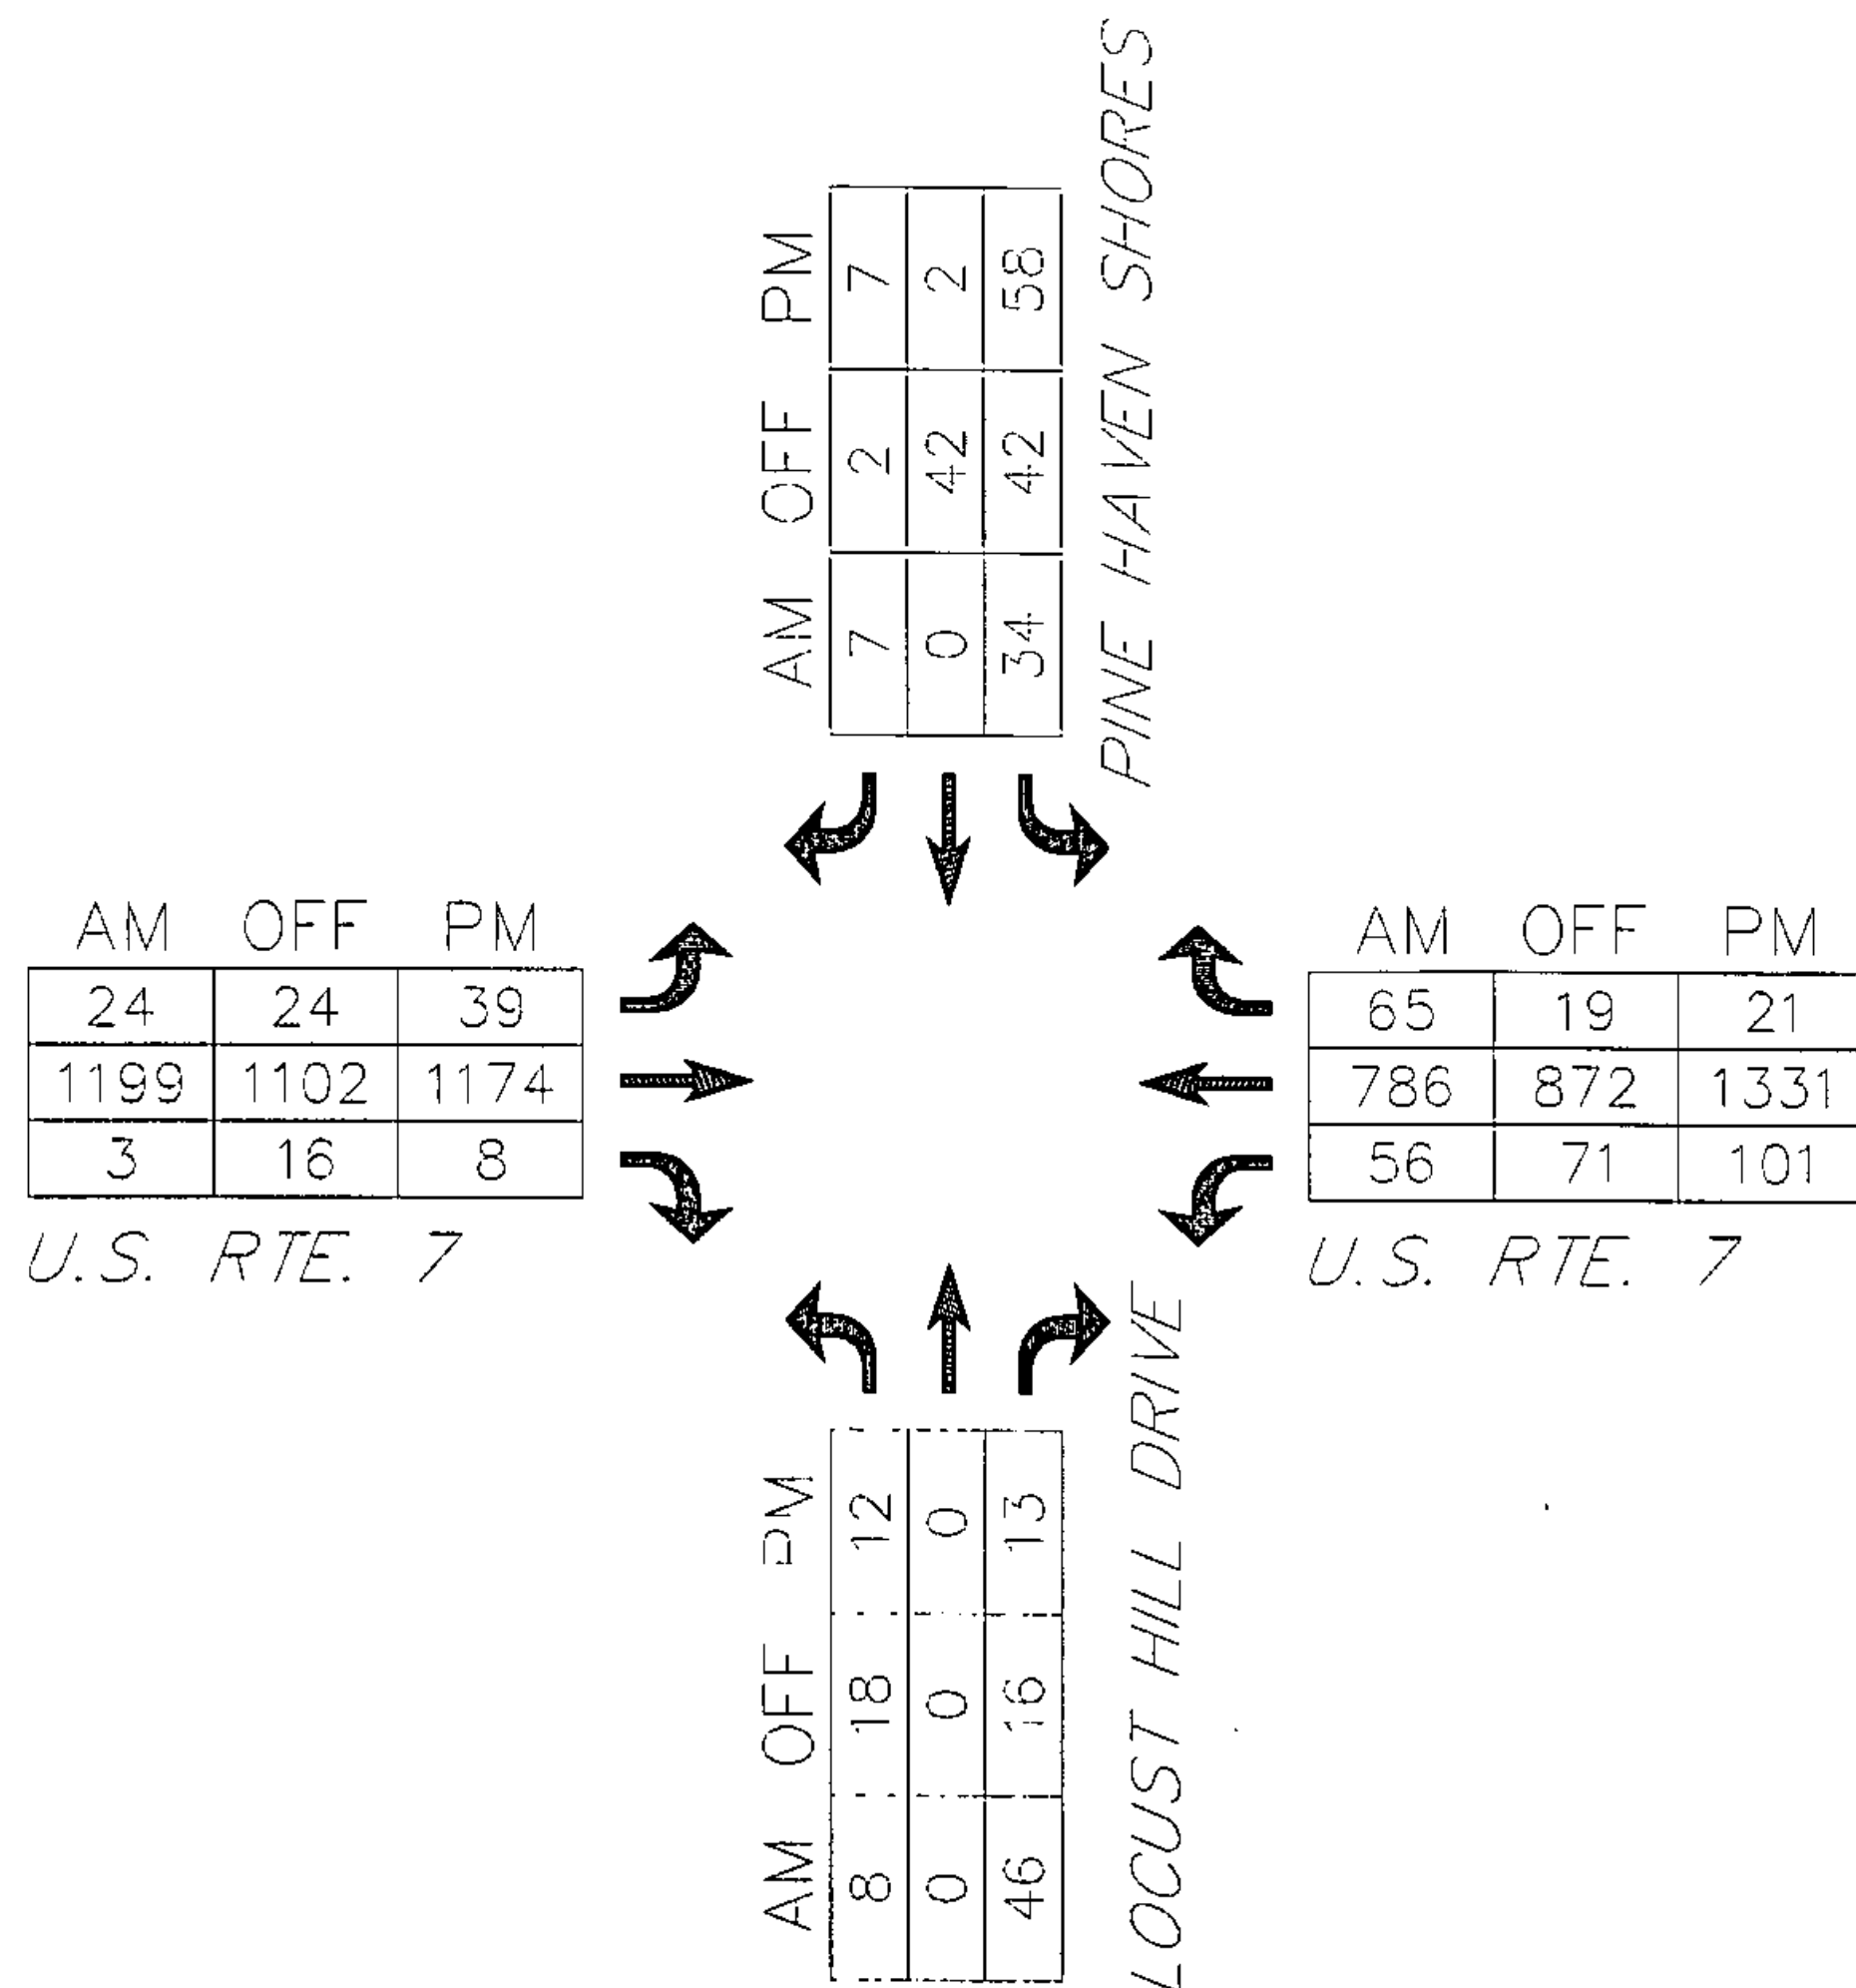 PM
7 2 58
OFF
2 42 42
AM
7 0 34
PINE HAVEN SHORES
AM OFF PM
24 24 39
1199 1102 1174
3 16 8
U.S. RTE. 7
AM OFF PM
65 19 21
786 872 1331
56 71 101
U.S. RTE. 7
PM
12 0 13
OFF
18 0 16
AM
8 0 46
LOCUST HILL DRIVE